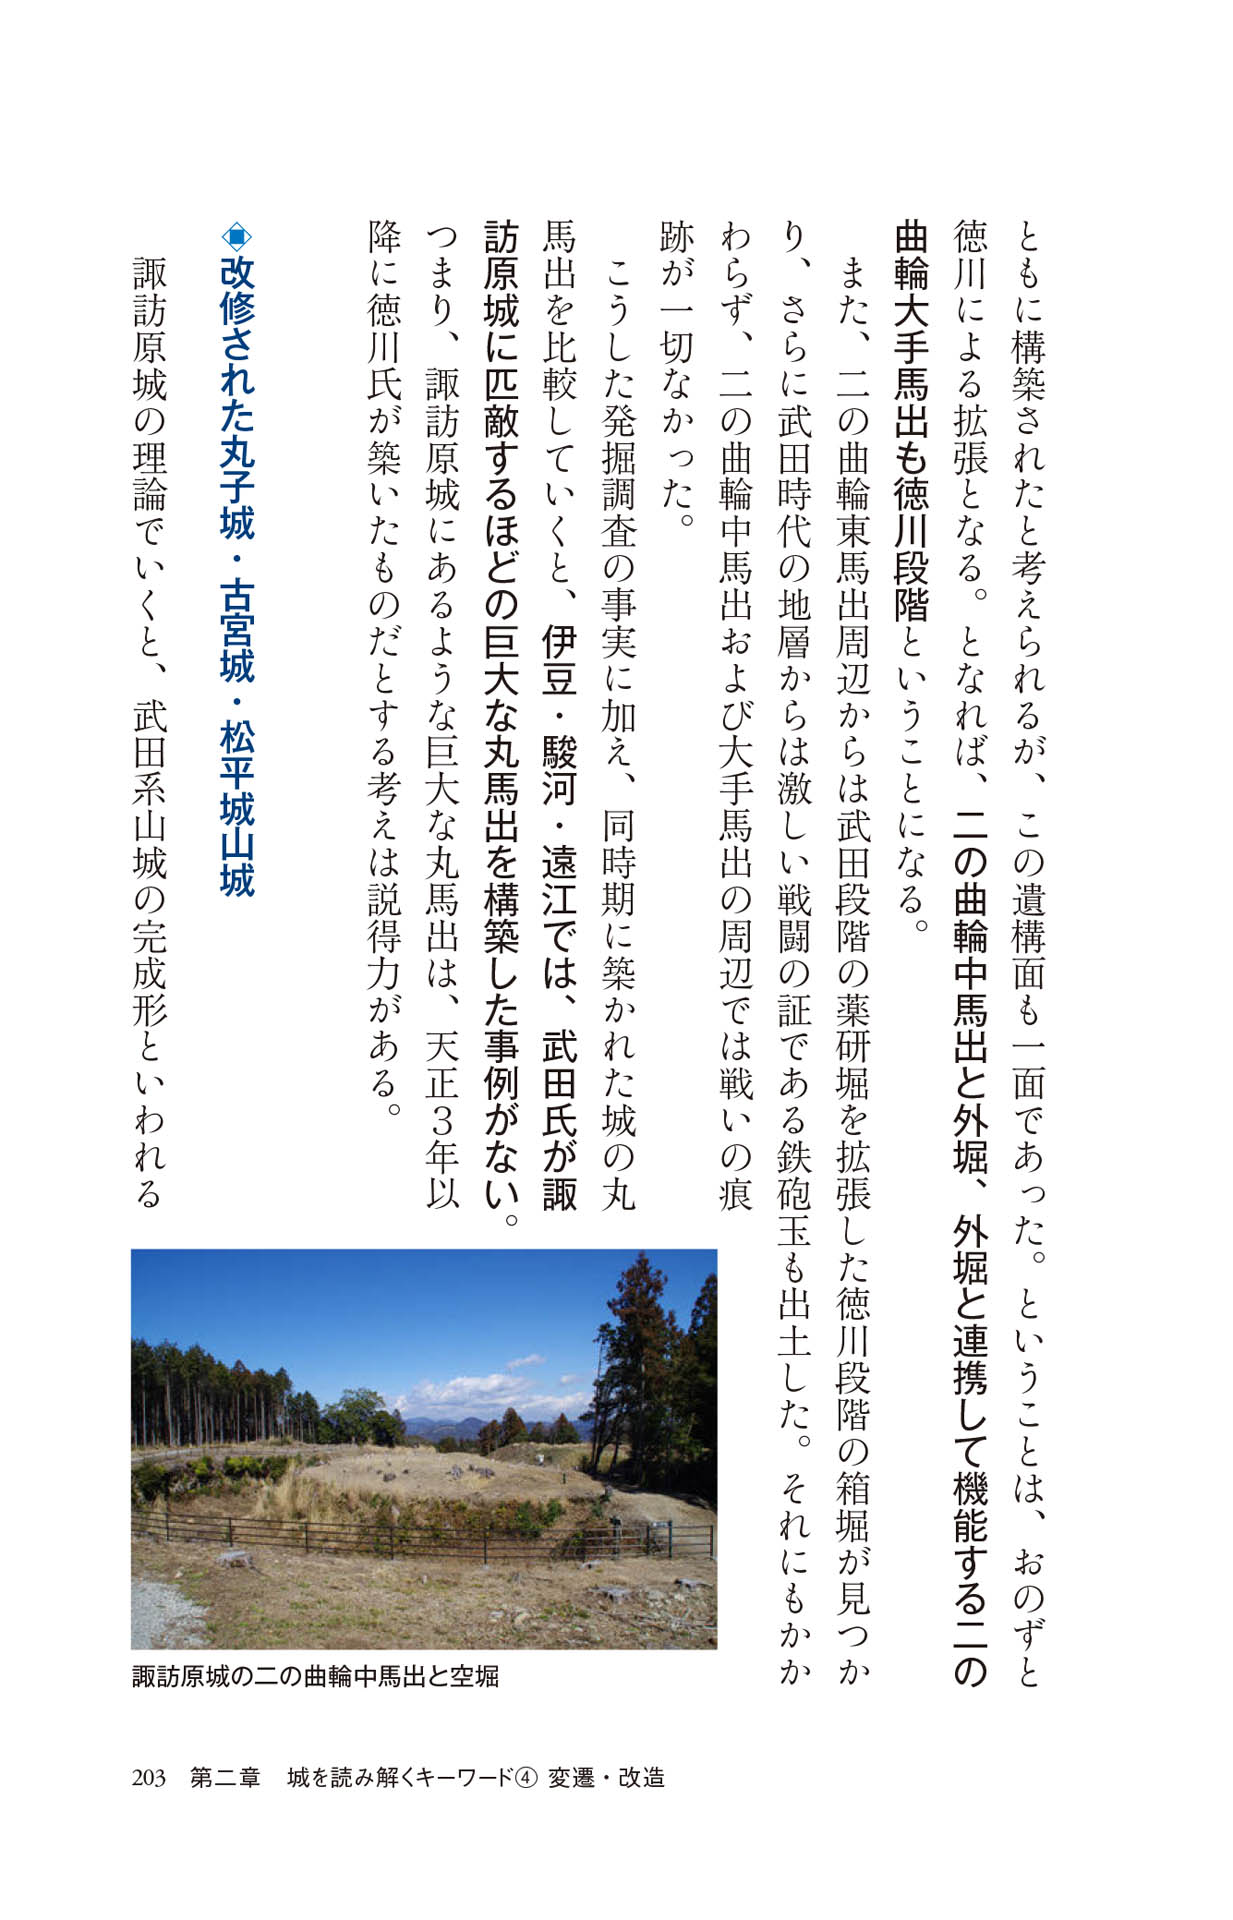 ともに構築されたと考えられるが、この遺構面も一面であった。ということは、おのずと
徳川による拡張となる。となれば、二の曲輪中馬出と外堀、外堀と連携して機能する二の
曲輪大手馬出も徳川段階ということになる。
また、二の曲輪東馬出周辺からは武田段階の薬研堀を拡張した徳川段階の箱堀が見つか
り、さらに武田時代の地層からは激しい戦闘の証である鉄砲玉も出土した。それにもかか
わらず、二の曲輪中馬出および大手馬出の周辺では戦いの痕
跡が一切なかった。
こうした発掘調査の事実に加え、同時期に築かれた城の丸
馬出を比較していくと、伊豆・駿河・遠江では、武田氏が諏
訪原城に匹敵するほどの巨大な丸馬出を構築した事例がない。
つまり、諏訪原城にあるような巨大な丸馬出は、天正3年以
降に徳川氏が築いたものだとする考えは説得力がある。
◈改修された丸子城・古宮城・松平城山城
諏訪原城の理論でいくと、武田系山城の完成形といわれる
諏訪原城の二の曲輪中馬出と空堀
203 第二章 城を読み解くキーワード④ 変遷・改造